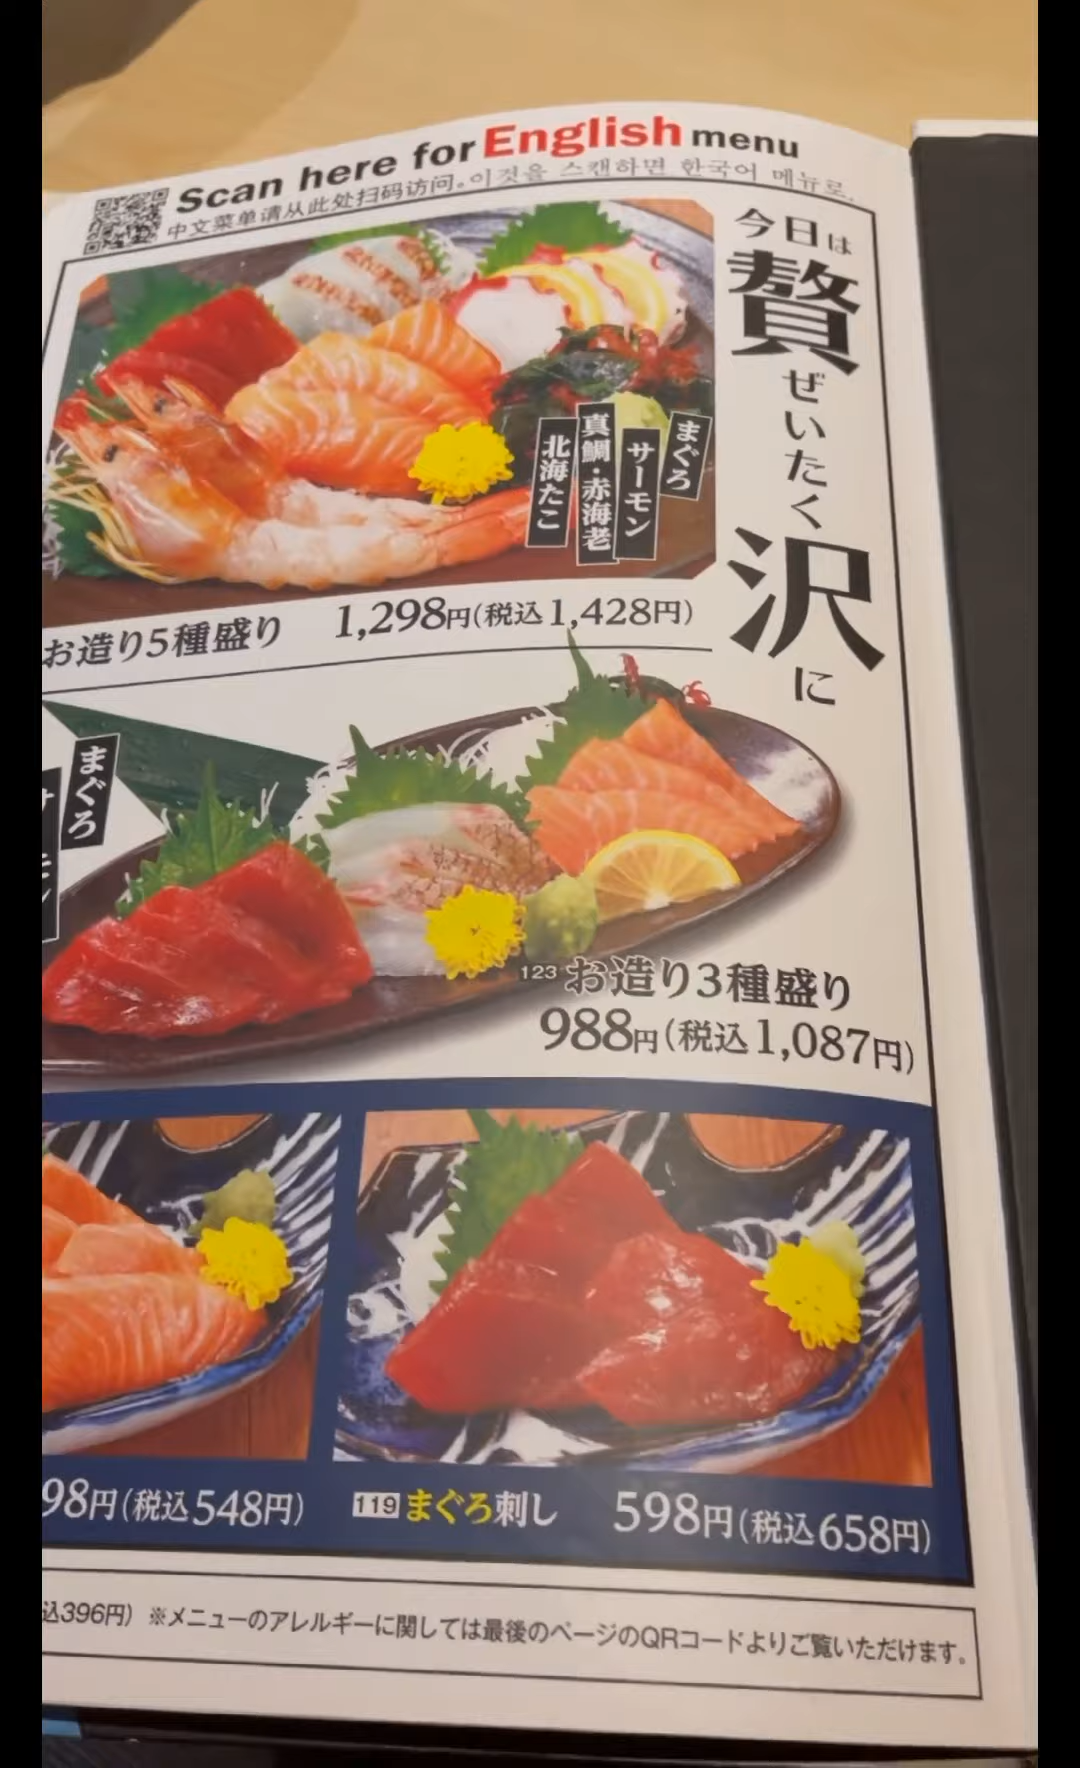 Scan here for English menu
中文菜单请从此处扫码访问。이것을 스캔하면 한국어 메뉴로.
今日は
贅ぜいたく沢に
まぐろ
サーモン
真鯛・赤海老
北海たこ
お造り5種盛り 1,298円(税込1,428円)
まぐろ
123 お造り3種盛り
988円(税込1,087円)
98円(税込548円)
119 まぐろ刺し 598円(税込658円)
込396円) ※メニューのアレルギーに関しては最後のページのQRコードよりご覧いただけます。